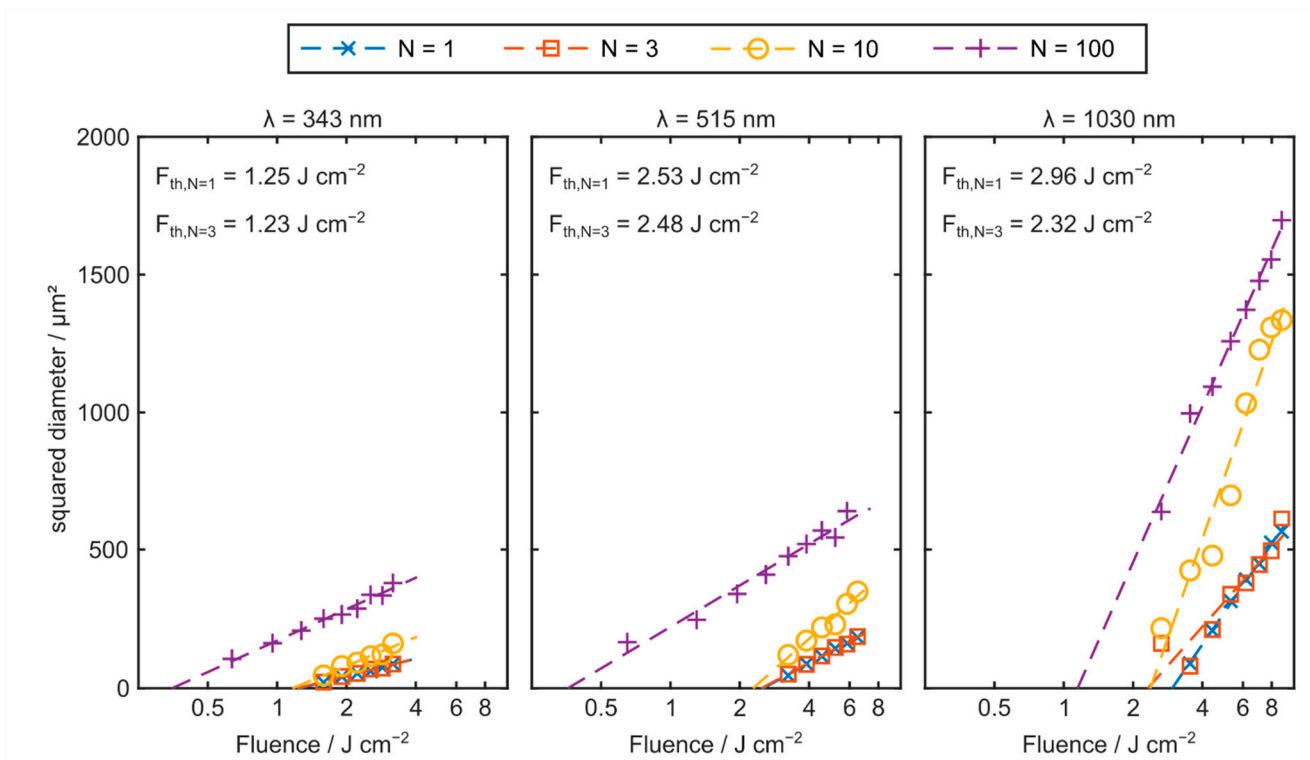 N = 1 N = 3 N = 10 N = 100
λ = 343 nm
F_th,N=1 = 1.25 J cm⁻²
F_th,N=3 = 1.23 J cm⁻²
λ = 515 nm
F_th,N=1 = 2.53 J cm⁻²
F_th,N=3 = 2.48 J cm⁻²
λ = 1030 nm
F_th,N=1 = 2.96 J cm⁻²
F_th,N=3 = 2.32 J cm⁻²
squared diameter / µm²
2000
1500
1000
500
0
0.5 1 2 4 6 8
0.5 1 2 4 6 8
0.5 1 2 4 6 8
Fluence / J cm⁻²
Fluence / J cm⁻²
Fluence / J cm⁻²